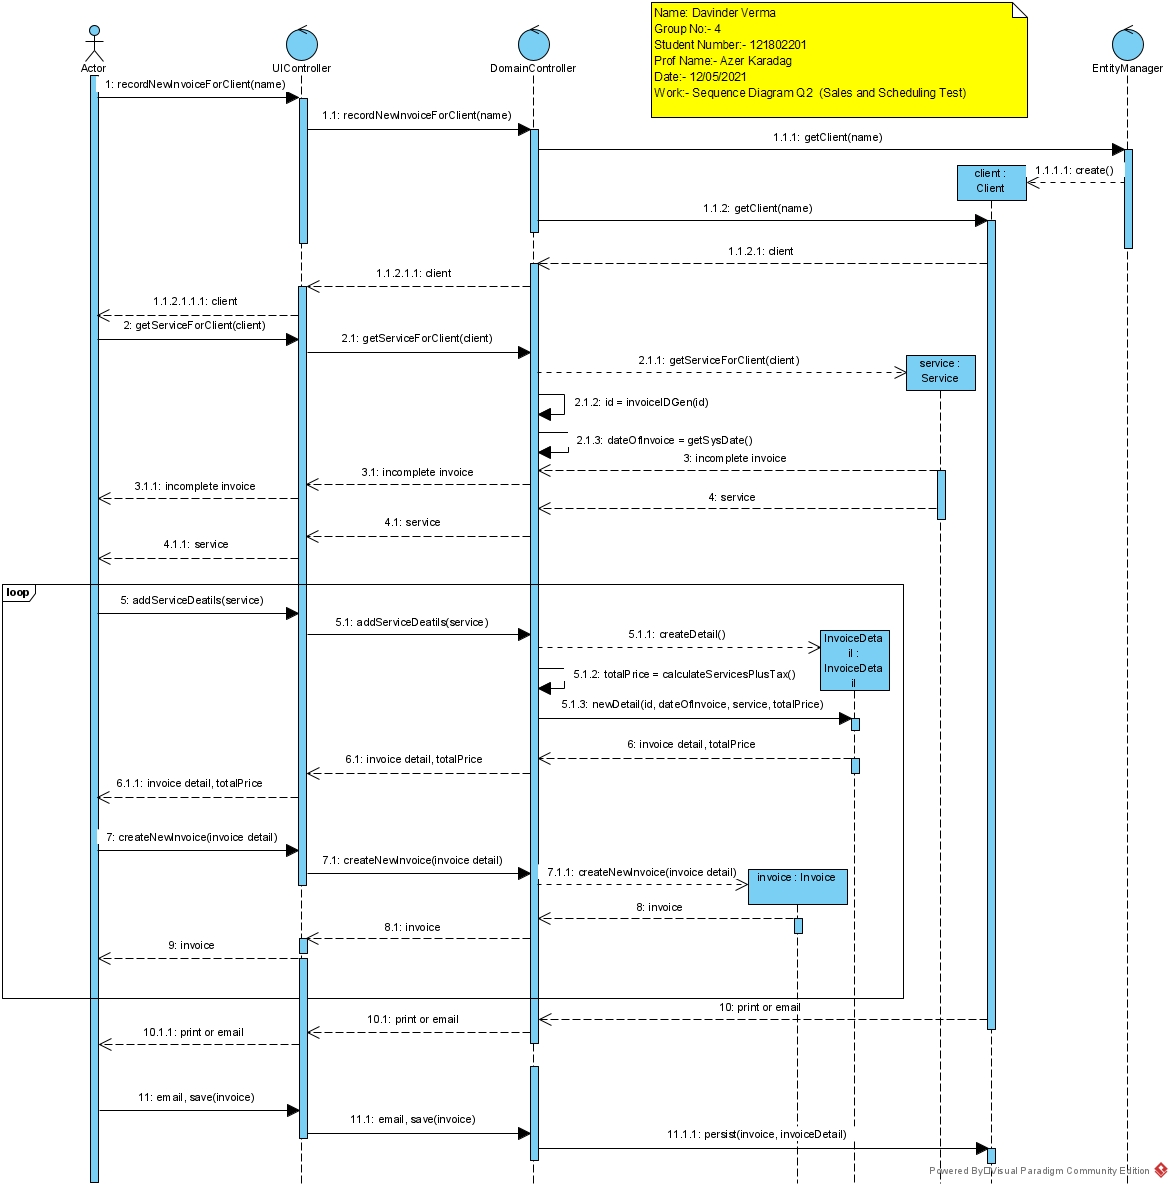 Name: Davinder Verma
Group No:- 4
Student Number:- 121802201
Prof Name:- Azer Karadag
Date:- 12/05/2021
Work:- Sequence Diagram Q2 (Sales and Scheduling Test)
Actor
UIController
DomainController
EntityManager
1: recordNewInvoiceForClient(name)
1.1: recordNewInvoiceForClient(name)
1.1.1: getClient(name)
1.1.1.1: create()
client :
Client
1.1.2: getClient(name)
1.1.2.1: client
1.1.2.1.1: client
1.1.2.1.1.1: client
2: getServiceForClient(client)
2.1: getServiceForClient(client)
2.1.1: getServiceForClient(client)
service :
Service
2.1.2: id = invoiceIDGen(id)
2.1.3: dateOfInvoice = getSysDate()
3: incomplete invoice
3.1: incomplete invoice
3.1.1: incomplete invoice
4: service
4.1: service
4.1.1: service
loop
5: addServiceDeatils(service)
5.1: addServiceDeatils(service)
5.1.1: createDetail()
InvoiceDeta
il :
InvoiceDeta
il
5.1.2: totalPrice = calculateServicesPlusTax()
5.1.3: newDetail(id, dateOfInvoice, service, totalPrice)
6: invoice detail, totalPrice
6.1: invoice detail, totalPrice
6.1.1: invoice detail, totalPrice
7: createNewInvoice(invoice detail)
7.1: createNewInvoice(invoice detail)
7.1.1: createNewInvoice(invoice detail)
invoice : Invoice
8: invoice
8.1: invoice
9: invoice
10: print or email
10.1: print or email
10.1.1: print or email
11: email, save(invoice)
11.1: email, save(invoice)
11.1.1: persist(invoice, invoiceDetail)
Powered By Visual Paradigm Community Edition